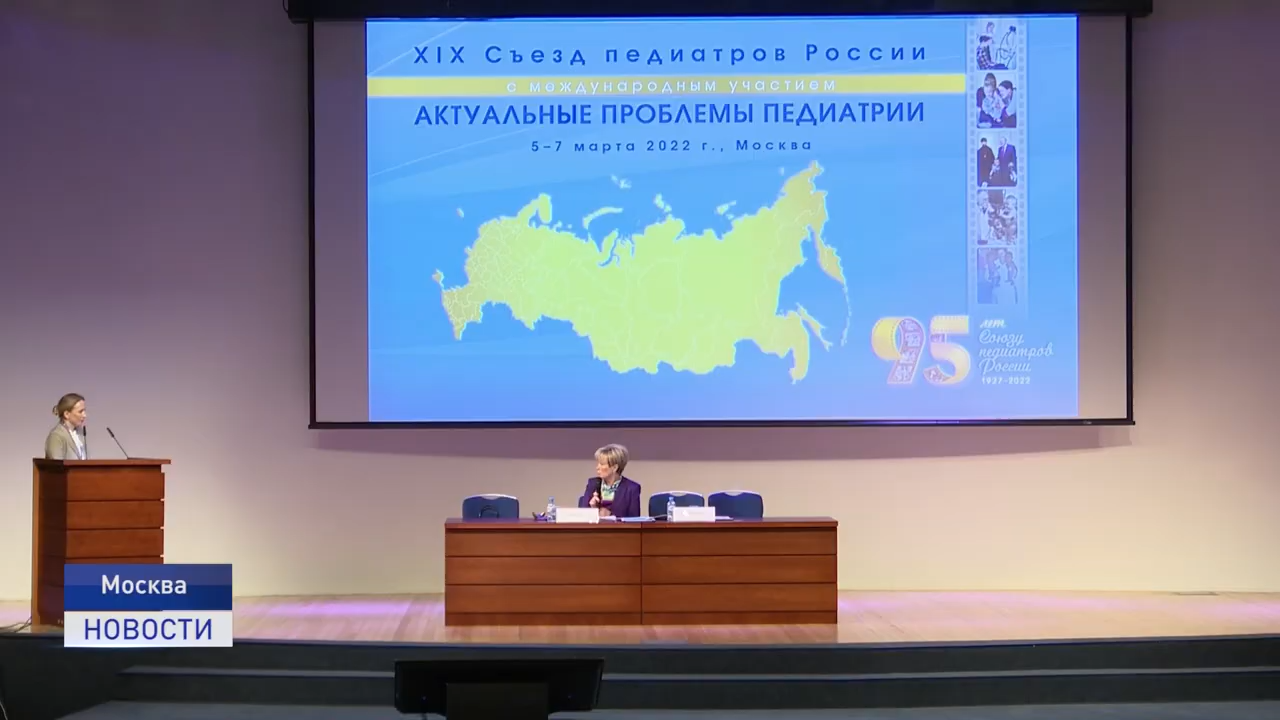 XIX Съезд педиатров России
с международным участием
АКТУАЛЬНЫЕ ПРОБЛЕМЫ ПЕДИАТРИИ
5–7 марта 2022 г., Москва
95 лет
Союзу
педиатров
России
1927-2022
Москва
НОВОСТИ